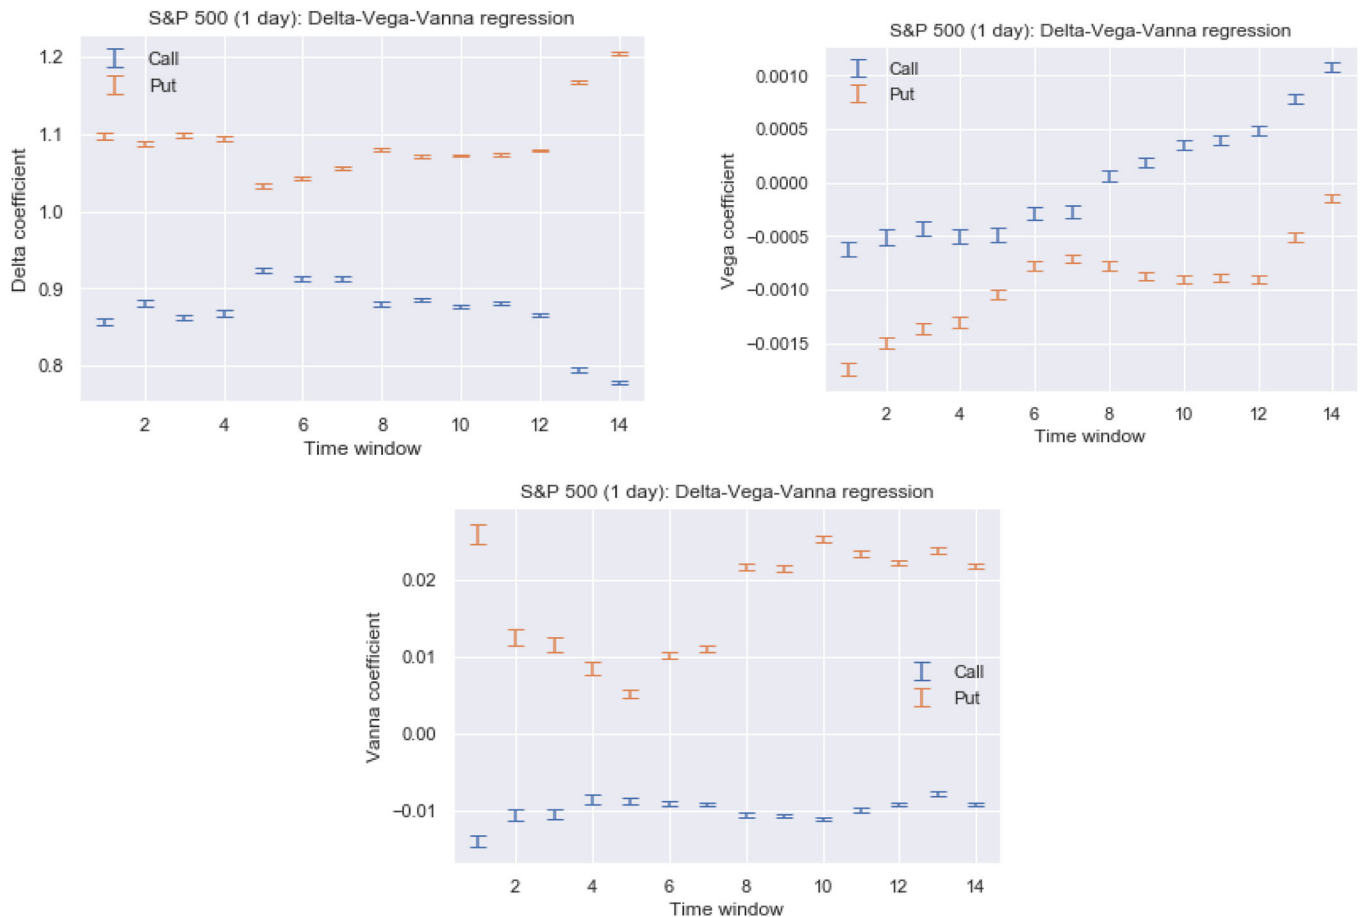 S&P 500 (1 day): Delta-Vega-Vanna regression
Call
Put
1.2
1.1
1.0
0.9
0.8
Delta coefficient
2 4 6 8 10 12 14
Time window
S&P 500 (1 day): Delta-Vega-Vanna regression
Call
Put
0.0010
0.0005
0.0000
−0.0005
−0.0010
−0.0015
Vega coefficient
2 4 6 8 10 12 14
Time window
S&P 500 (1 day): Delta-Vega-Vanna regression
0.02
0.01
0.00
−0.01
Vanna coefficient
Call
Put
2 4 6 8 10 12 14
Time window